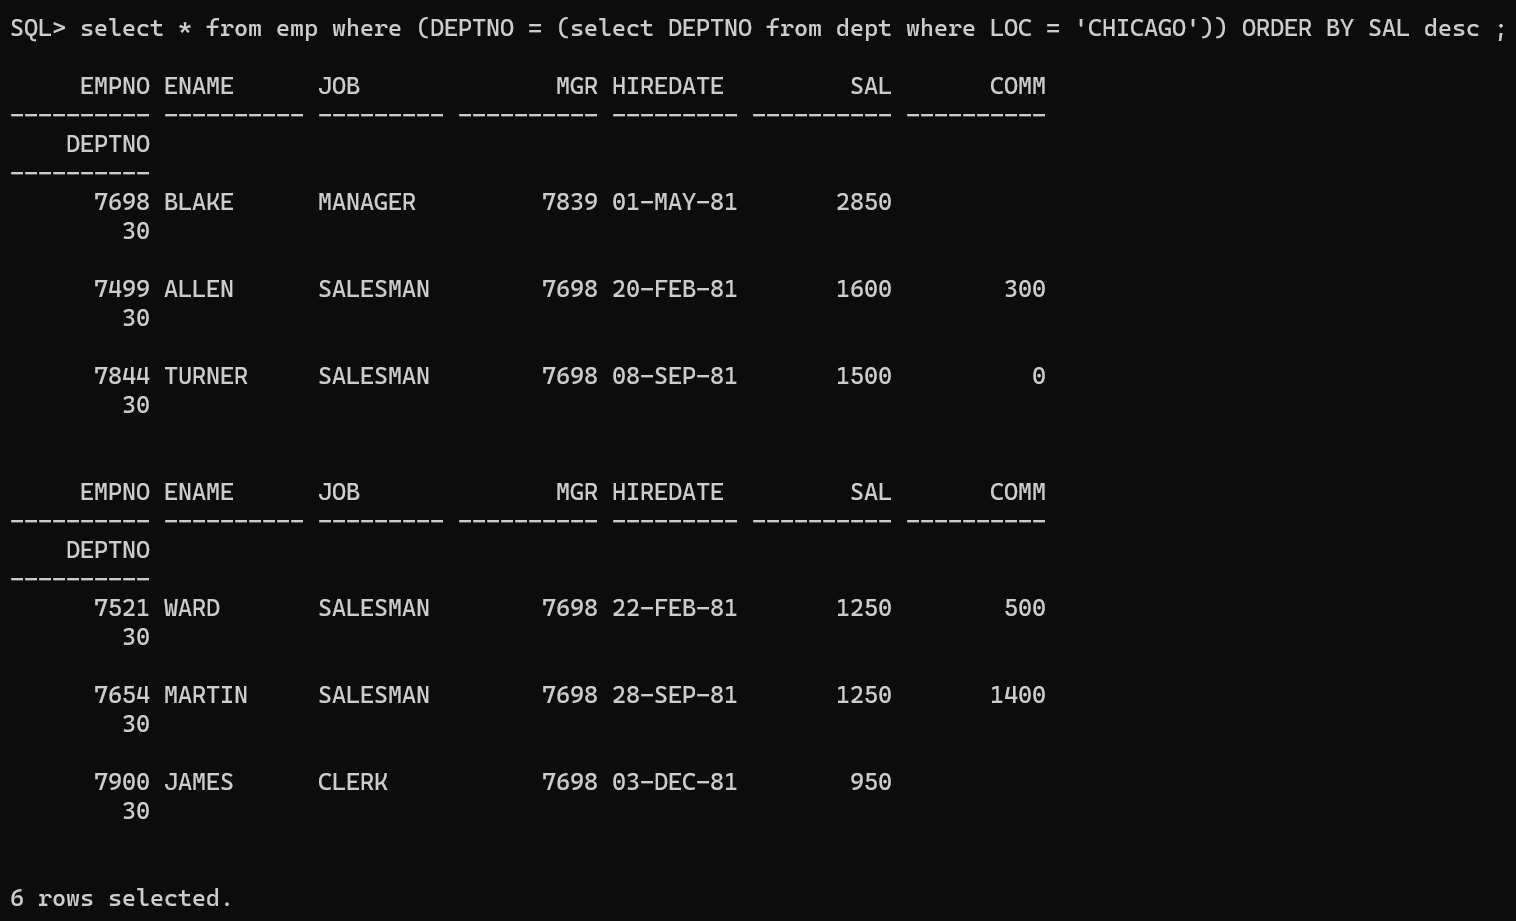 SQL> select * from emp where (DEPTNO = (select DEPTNO from dept where LOC = 'CHICAGO')) ORDER BY SAL desc ;

     EMPNO ENAME      JOB              MGR HIREDATE         SAL       COMM
---------- ---------- --------- ---------- --------- ---------- ----------
    DEPTNO
----------
      7698 BLAKE      MANAGER         7839 01-MAY-81       2850
        30

      7499 ALLEN      SALESMAN        7698 20-FEB-81       1600        300
        30

      7844 TURNER     SALESMAN        7698 08-SEP-81       1500          0
        30


     EMPNO ENAME      JOB              MGR HIREDATE         SAL       COMM
---------- ---------- --------- ---------- --------- ---------- ----------
    DEPTNO
----------
      7521 WARD       SALESMAN        7698 22-FEB-81       1250        500
        30

      7654 MARTIN     SALESMAN        7698 28-SEP-81       1250       1400
        30

      7900 JAMES      CLERK           7698 03-DEC-81        950
        30


6 rows selected.